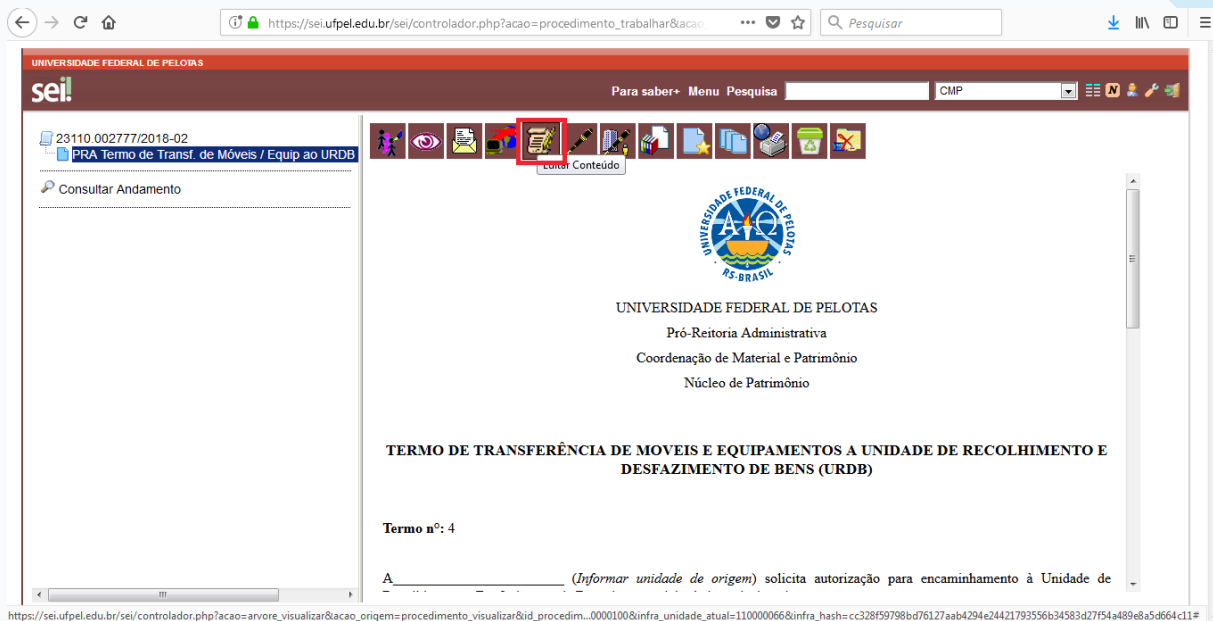 https://sei.ufpel.edu.br/sei/controlador.php?acao=procedimento_trabalhar&acao_
Pesquisar
UNIVERSIDADE FEDERAL DE PELOTAS
sei!
Para saber+ Menu Pesquisa
CMP
N
23110.002777/2018-02
PRA Termo de Transf. de Móveis / Equip ao URDB
Consultar Andamento
Editar Conteúdo
UNIVERSIDADE FEDERAL DE PELOTAS
RS-BRASIL
UNIVERSIDADE FEDERAL DE PELOTAS
Pró-Reitoria Administrativa
Coordenação de Material e Patrimônio
Núcleo de Patrimônio
TERMO DE TRANSFERÊNCIA DE MOVEIS E EQUIPAMENTOS A UNIDADE DE RECOLHIMENTO E
DESFAZIMENTO DE BENS (URDB)
Termo nº: 4
A________________________ (Informar unidade de origem) solicita autorização para encaminhamento à Unidade de
https://sei.ufpel.edu.br/sei/controlador.php?acao=arvore_visualizar&acao_origem=procedimento_visualizar&id_procedim...0000100&infra_unidade_atual=110000066&infra_hash=cc328f59798bd76127aab4294e24421793556b34583d27f54a489e8a5d664c11#